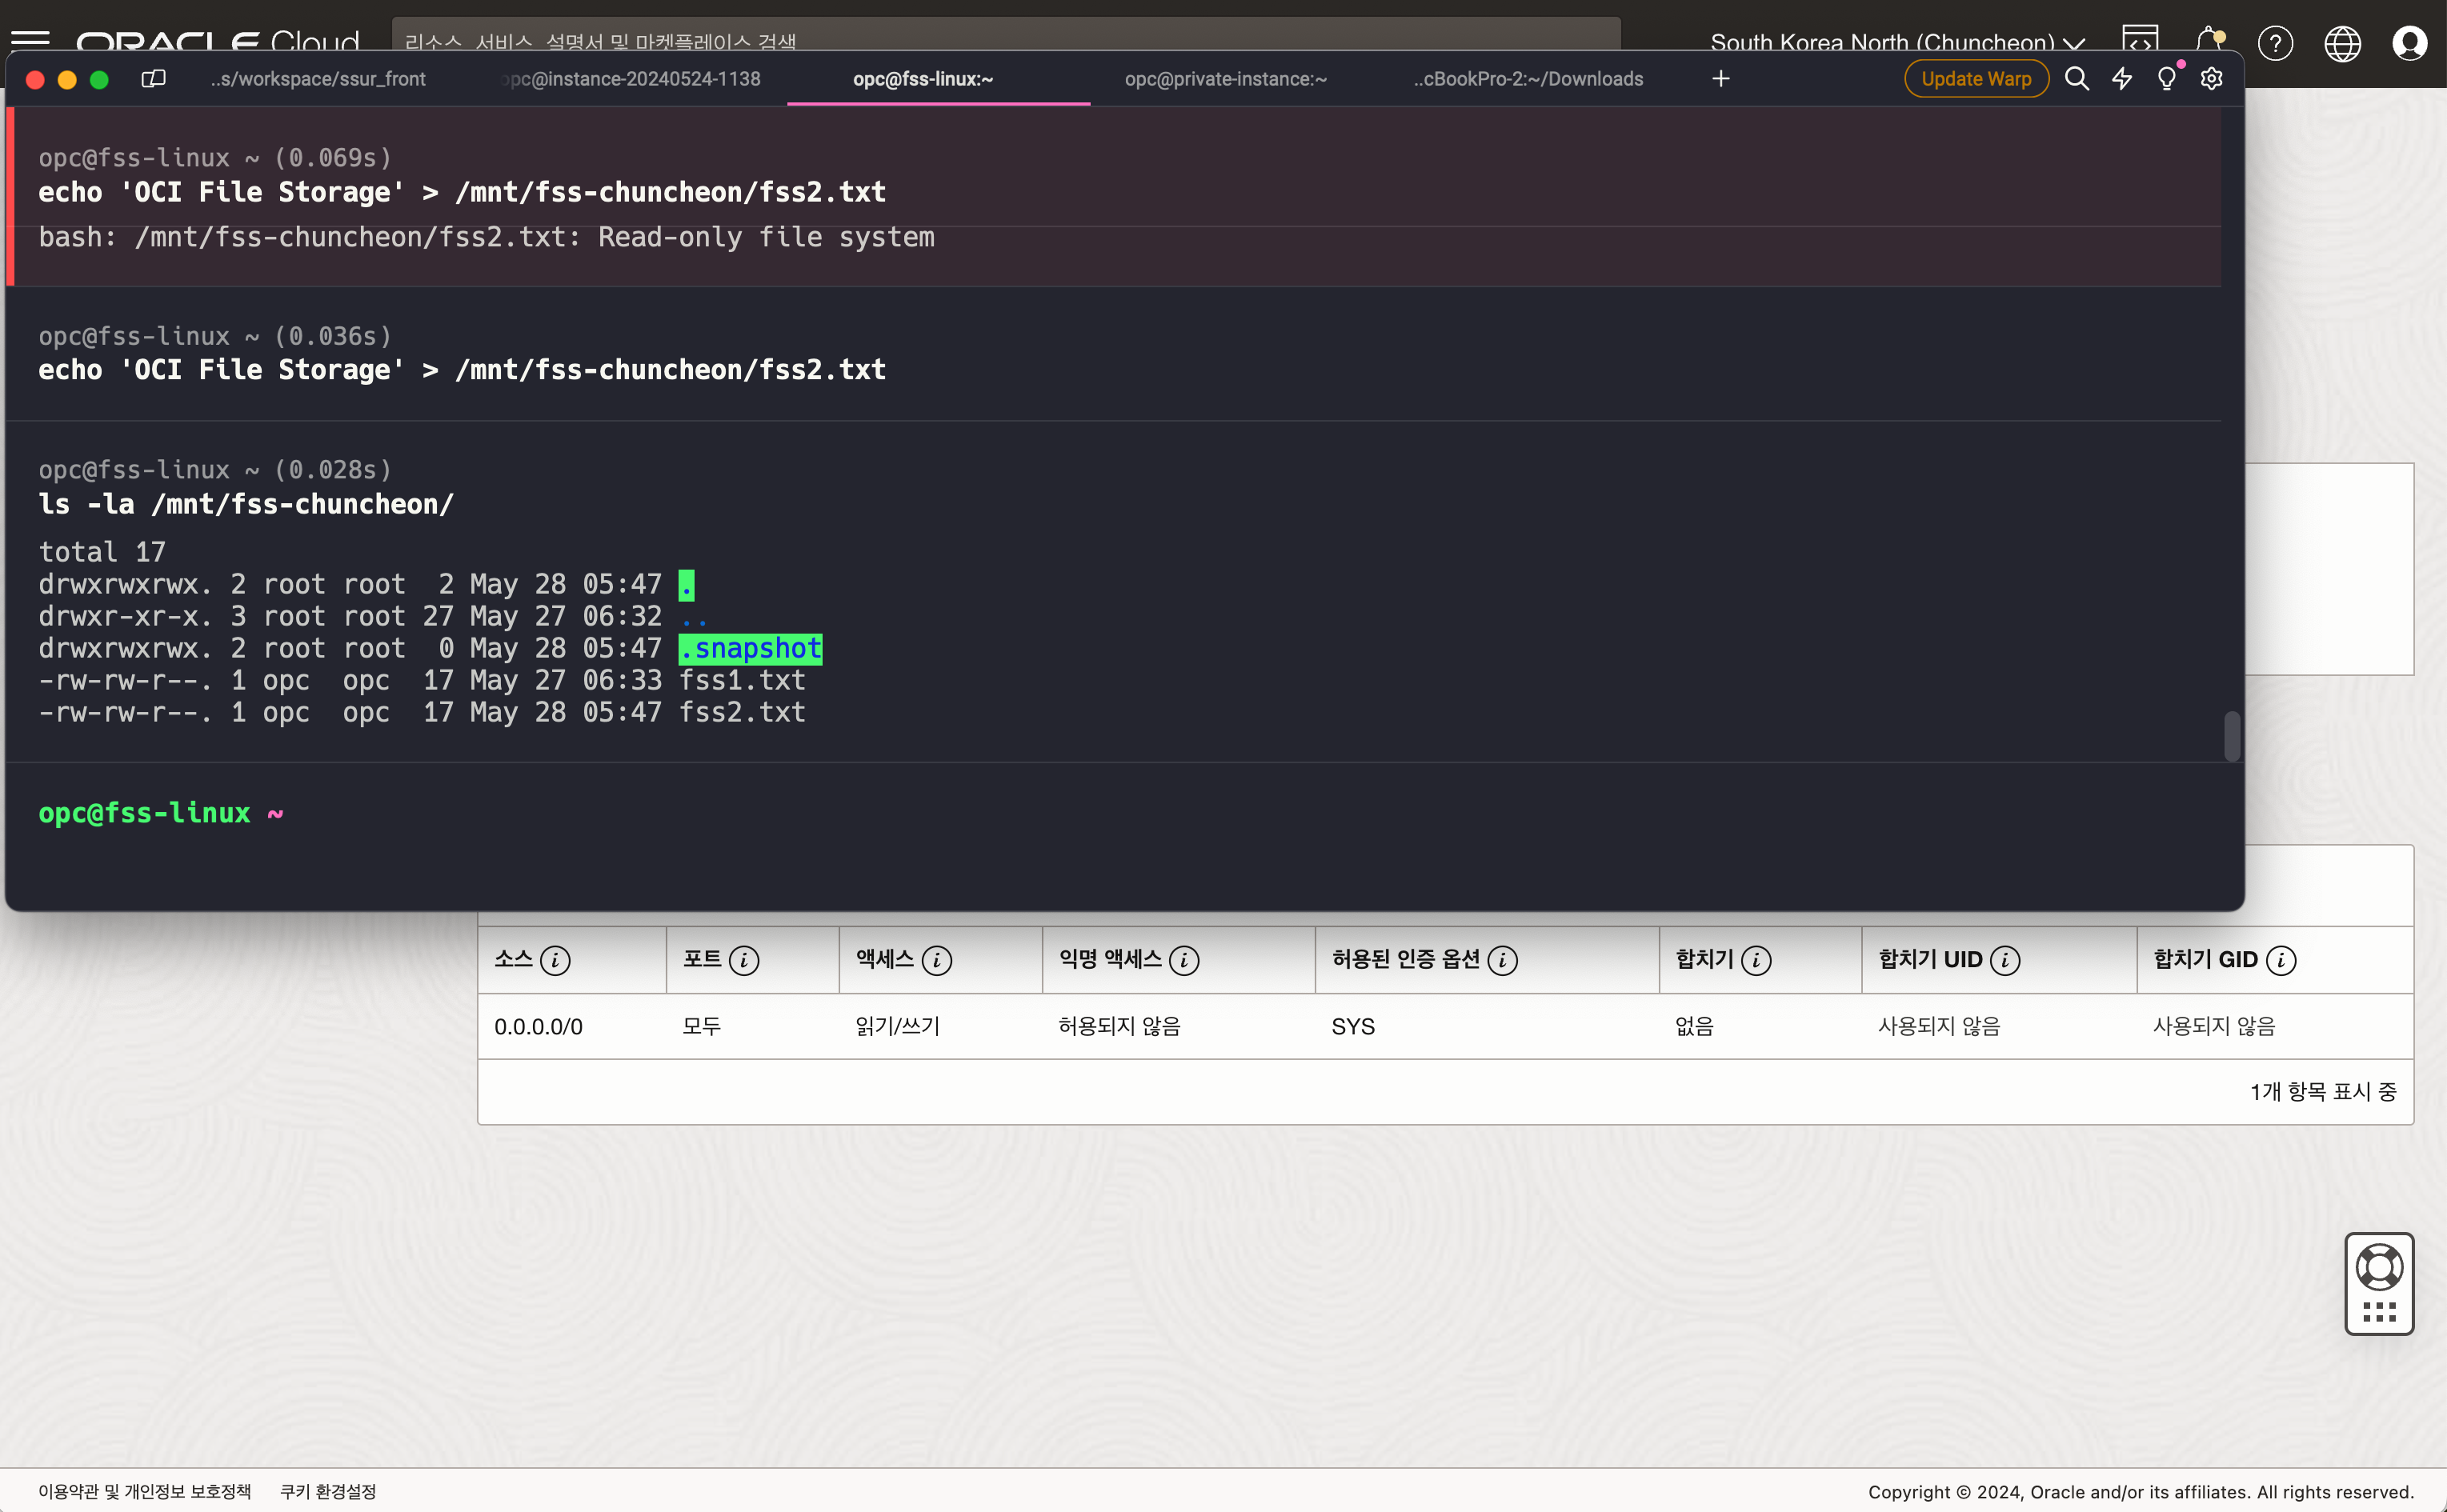 ORACLE Cloud
리소스, 서비스, 설명서 및 마켓플레이스 검색
South Korea North (Chuncheon)
..s/workspace/ssur_front
opc@instance-20240524-1138
opc@fss-linux:~
opc@private-instance:~
..cBookPro-2:~/Downloads
Update Warp
opc@fss-linux ~ (0.069s)
echo 'OCI File Storage' > /mnt/fss-chuncheon/fss2.txt
bash: /mnt/fss-chuncheon/fss2.txt: Read-only file system
opc@fss-linux ~ (0.036s)
echo 'OCI File Storage' > /mnt/fss-chuncheon/fss2.txt
opc@fss-linux ~ (0.028s)
ls -la /mnt/fss-chuncheon/
total 17
drwxrwxrwx. 2 root root  2 May 28 05:47 .
drwxr-xr-x. 3 root root 27 May 27 06:32 ..
drwxrwxrwx. 2 root root  0 May 28 05:47 .snapshot
-rw-rw-r--. 1 opc  opc  17 May 27 06:33 fss1.txt
-rw-rw-r--. 1 opc  opc  17 May 28 05:47 fss2.txt
opc@fss-linux ~
소스 포트 액세스 익명 액세스 허용된 인증 옵션 합치기 합치기 UID 합치기 GID
0.0.0.0/0 모두 읽기/쓰기 허용되지 않음 SYS 없음 사용되지 않음 사용되지 않음
1개 항목 표시 중
이용약관 및 개인정보 보호정책 쿠키 환경설정
Copyright © 2024, Oracle and/or its affiliates. All rights reserved.